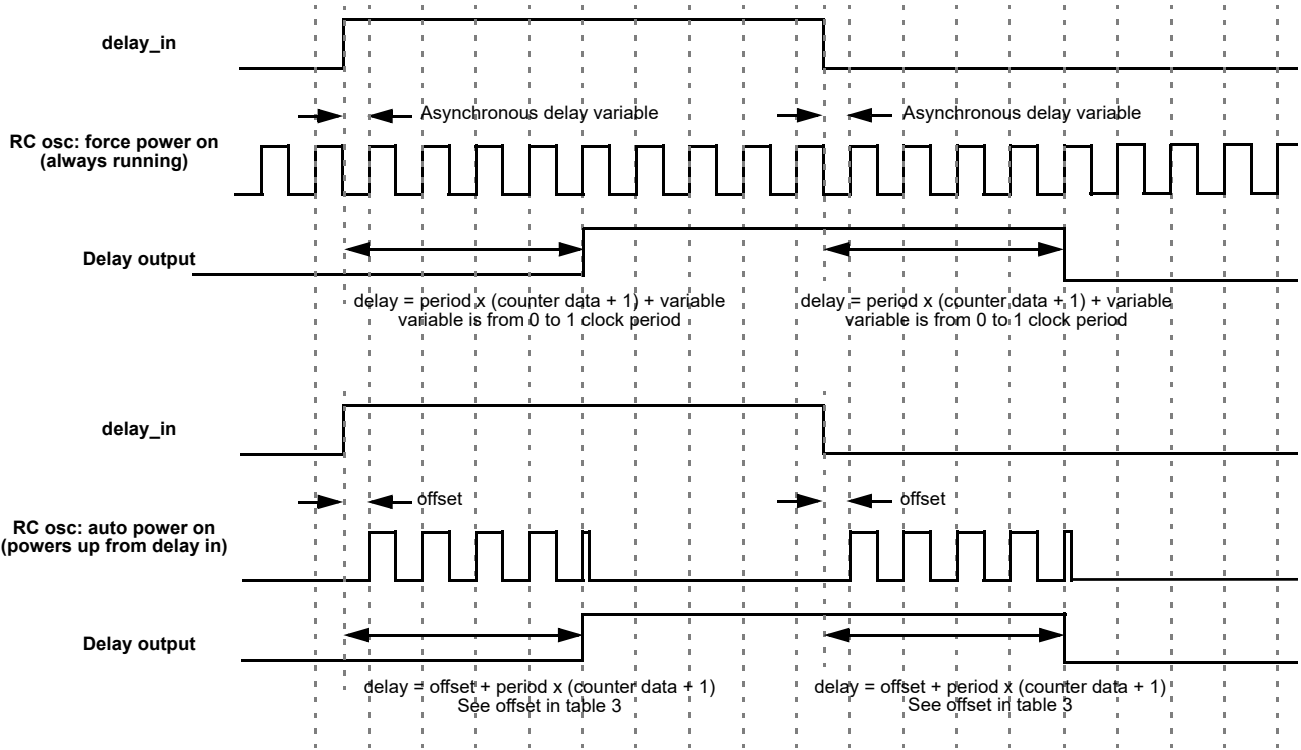 delay_in
Asynchronous delay variable
Asynchronous delay variable
RC osc: force power on
(always running)
Delay output
delay = period x (counter data + 1) + variable
variable is from 0 to 1 clock period
delay = period x (counter data + 1) + variable
variable is from 0 to 1 clock period
delay_in
offset
offset
RC osc: auto power on
(powers up from delay in)
Delay output
delay = offset + period x (counter data + 1)
See offset in table 3
delay = offset + period x (counter data + 1)
See offset in table 3